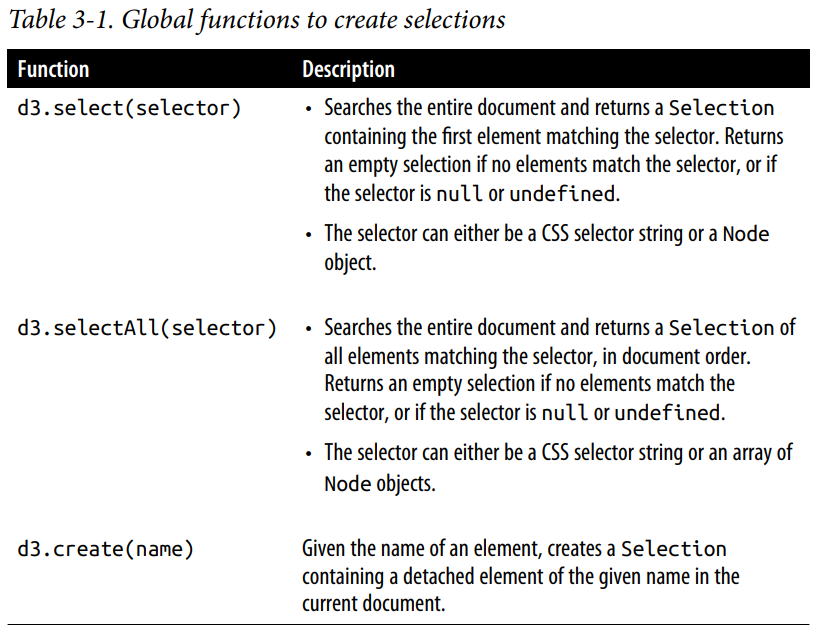 Table 3-1. Global functions to create selections
Function Description
d3.select(selector) • Searches the entire document and returns a Selection
containing the first element matching the selector. Returns
an empty selection if no elements match the selector, or if
the selector is null or undefined.
• The selector can either be a CSS selector string or a Node
object.
d3.selectAll(selector) • Searches the entire document and returns a Selection of
all elements matching the selector, in document order.
Returns an empty selection if no elements match the
selector, or if the selector is null or undefined.
• The selector can either be a CSS selector string or an array of
Node objects.
d3.create(name) Given the name of an element, creates a Selection
containing a detached element of the given name in the
current document.